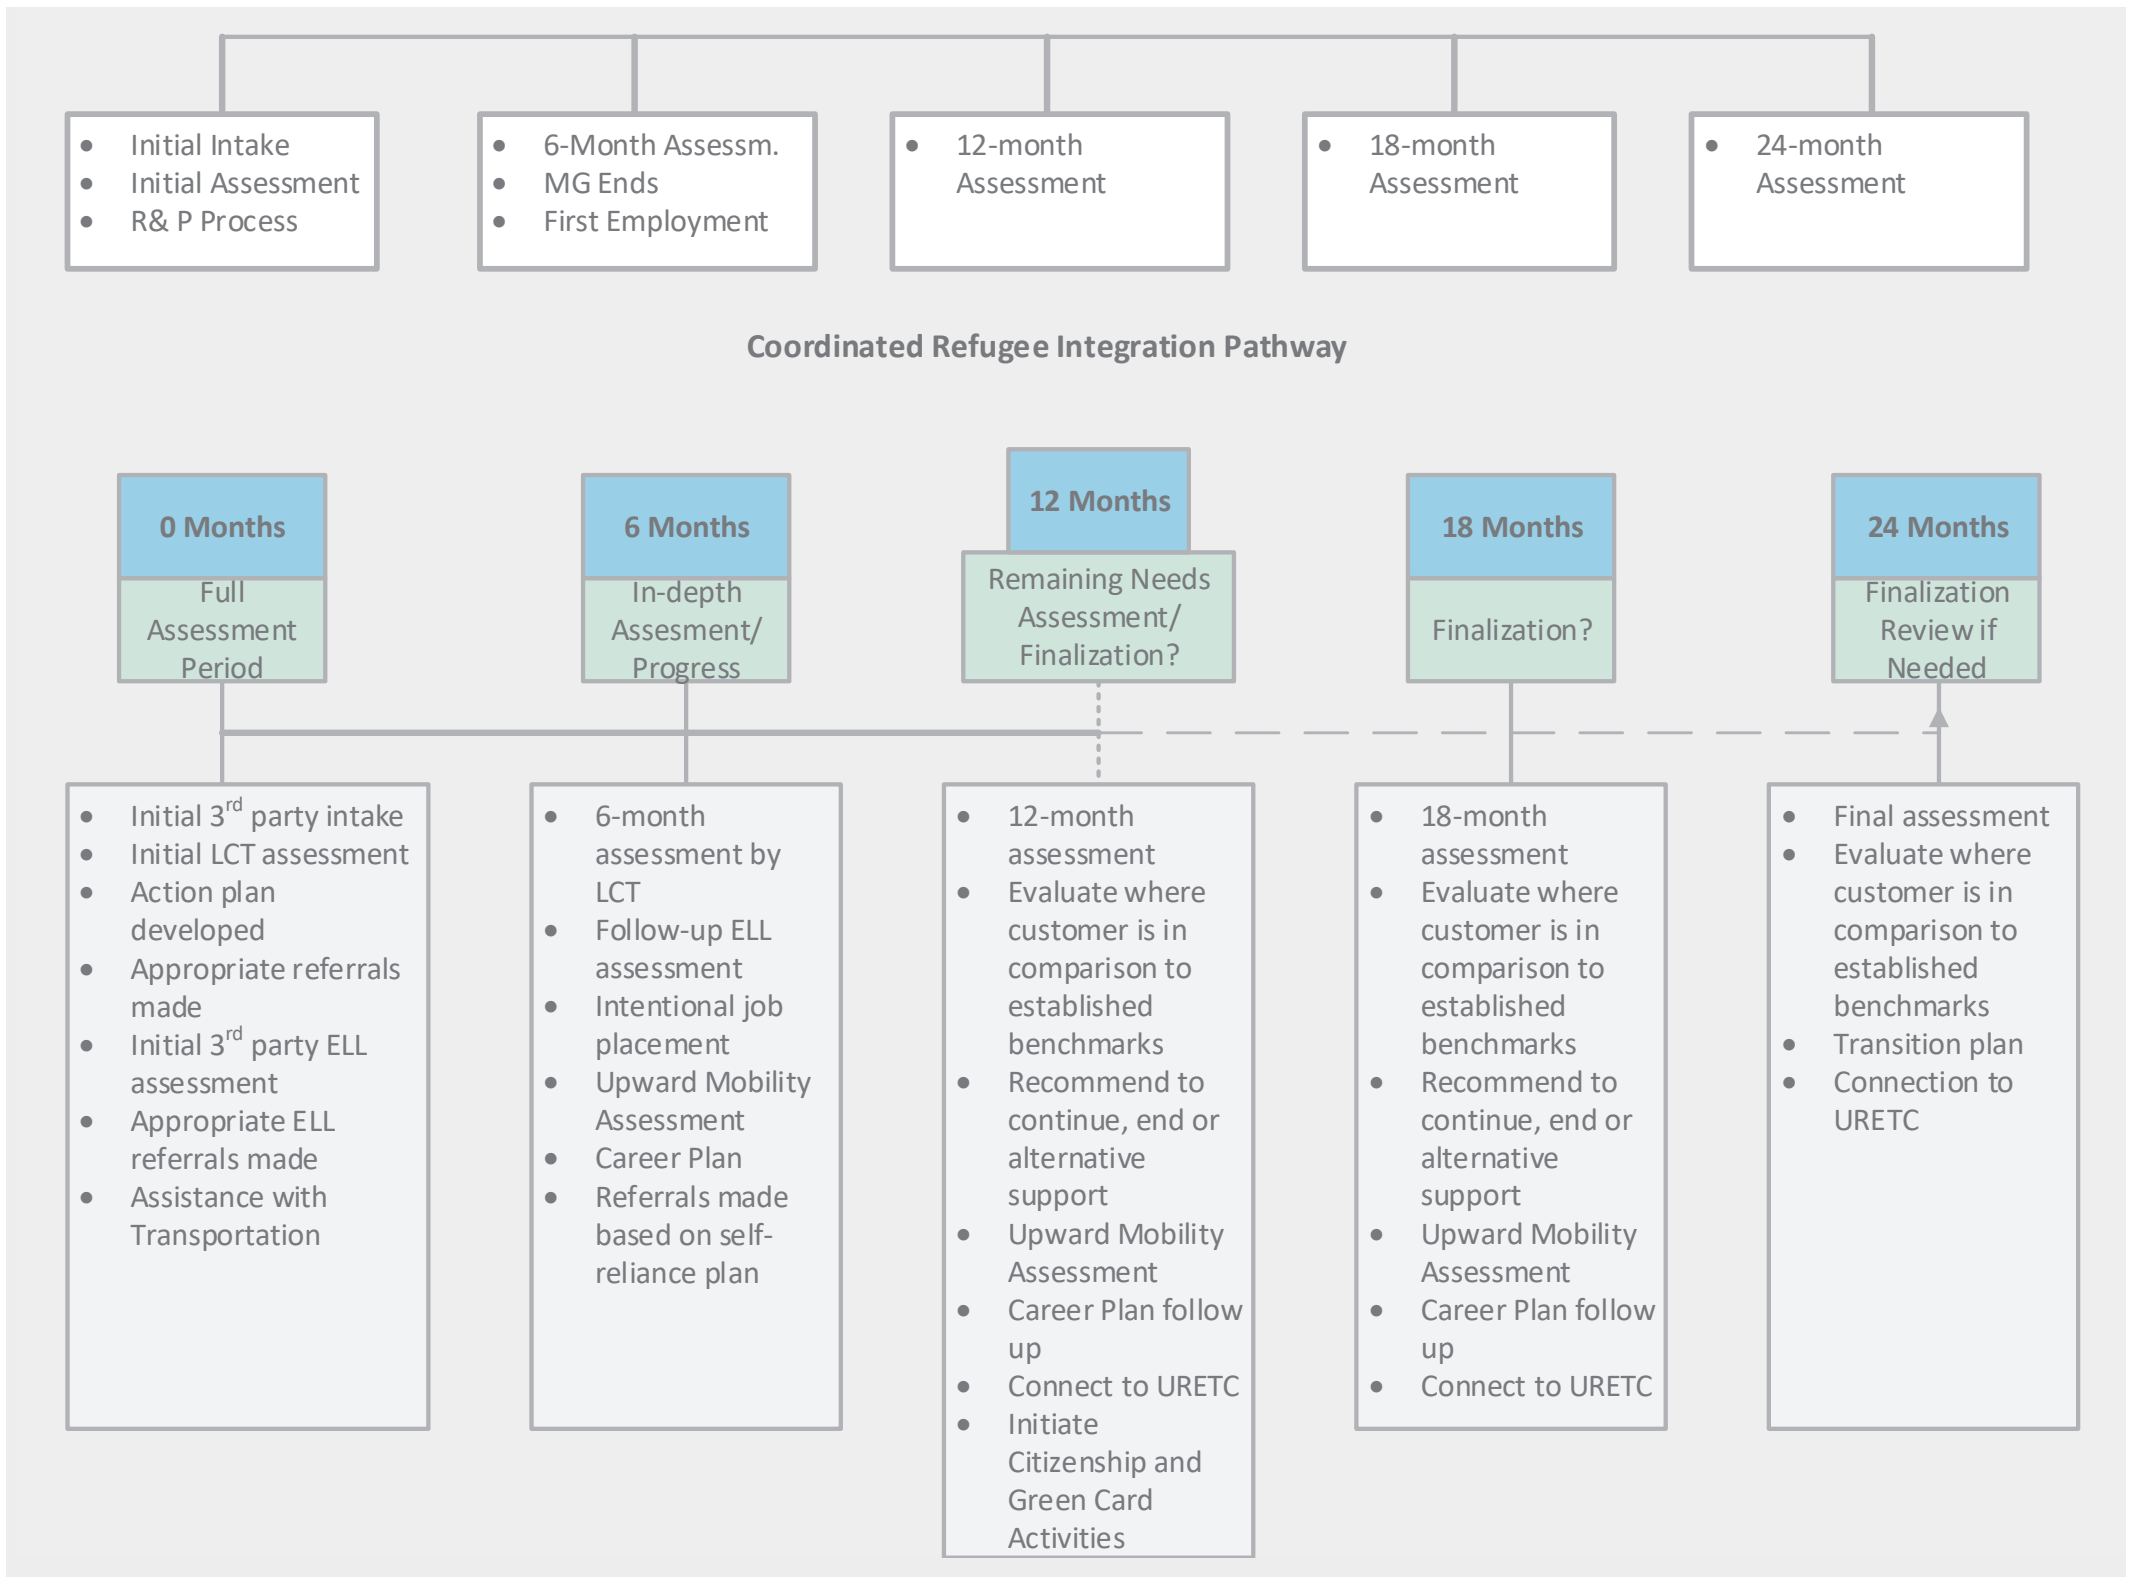 • Initial Intake
• Initial Assessment
• R& P Process
• 6-Month Assessm.
• MG Ends
• First Employment
• 12-month
Assessment
• 18-month
Assessment
• 24-month
Assessment
Coordinated Refugee Integration Pathway
0 Months
Full
Assessment
Period
6 Months
In-depth
Assesment/
Progress
12 Months
Remaining Needs
Assessment/
Finalization?
18 Months
Finalization?
24 Months
Finalization
Review if
Needed
• Initial 3rd party intake
• Initial LCT assessment
• Action plan
developed
• Appropriate referrals
made
• Initial 3rd party ELL
assessment
• Appropriate ELL
referrals made
• Assistance with
Transportation
• 6-month
assessment by
LCT
• Follow-up ELL
assessment
• Intentional job
placement
• Upward Mobility
Assessment
• Career Plan
• Referrals made
based on self-
reliance plan
• 12-month
assessment
• Evaluate where
customer is in
comparison to
established
benchmarks
• Recommend to
continue, end or
alternative
support
• Upward Mobility
Assessment
• Career Plan follow
up
• Connect to URETC
• Initiate
Citizenship and
Green Card
Activities
• 18-month
assessment
• Evaluate where
customer is in
comparison to
established
benchmarks
• Recommend to
continue, end or
alternative
support
• Upward Mobility
Assessment
• Career Plan follow
up
• Connect to URETC
• Final assessment
• Evaluate where
customer is in
comparison to
established
benchmarks
• Transition plan
• Connection to
URETC